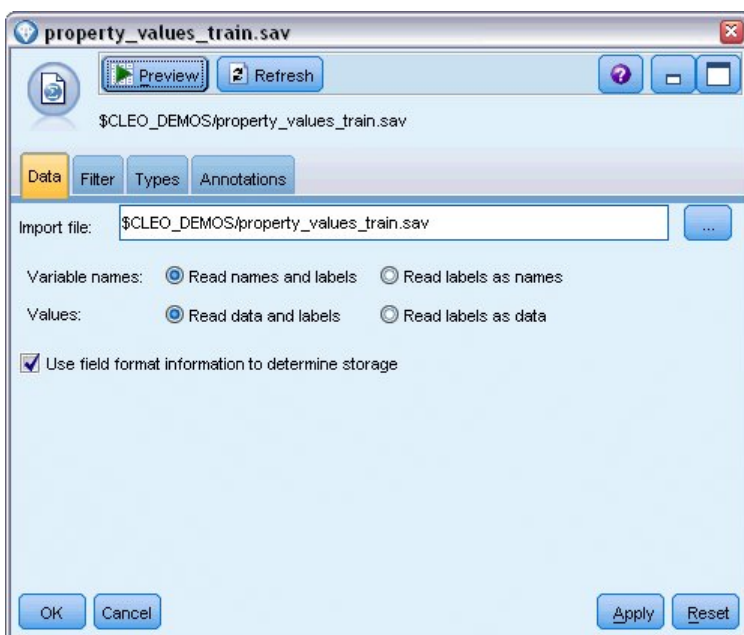 property_values_train.sav
Preview Refresh ?
$CLEO_DEMOS/property_values_train.sav
Data Filter Types Annotations
Import file: $CLEO_DEMOS/property_values_train.sav ...
Variable names: Read names and labels Read labels as names
Values: Read data and labels Read labels as data
Use field format information to determine storage
OK Cancel Apply Reset